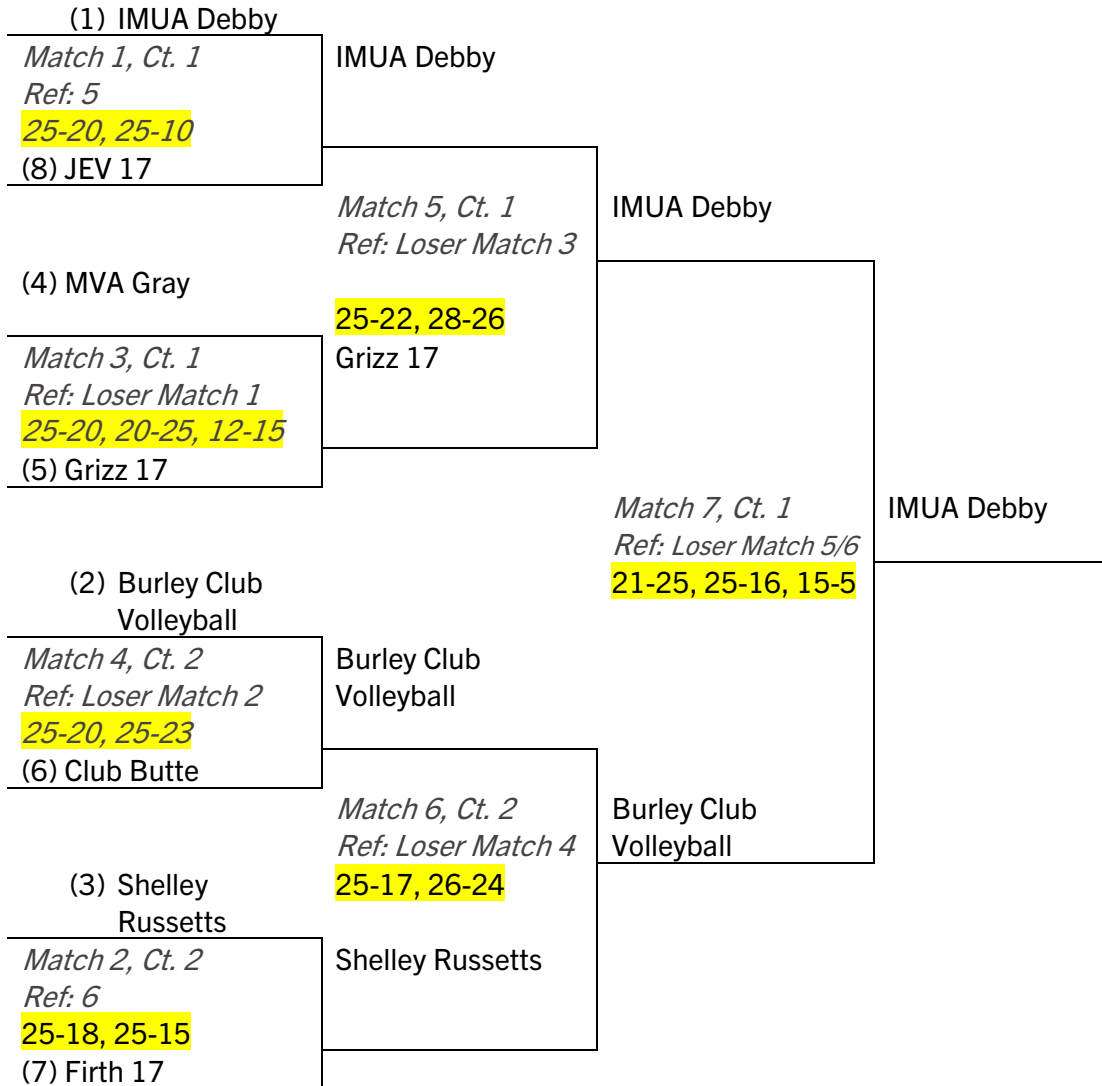 (1) IMUA Debby
Match 1, Ct. 1
IMUA Debby
Ref: 5
25-20, 25-10
(8) JEV 17
Match 5, Ct. 1
IMUA Debby
Ref: Loser Match 3
(4) MVA Gray
25-22, 28-26
Match 3, Ct. 1
Grizz 17
Ref: Loser Match 1
25-20, 20-25, 12-15
(5) Grizz 17
Match 7, Ct. 1
IMUA Debby
Ref: Loser Match 5/6
(2) Burley Club
Volleyball
21-25, 25-16, 15-5
Match 4, Ct. 2
Ref: Loser Match 2
25-20, 25-23
(6) Club Butte
Burley Club
Volleyball
Match 6, Ct. 2
Ref: Loser Match 4
25-17, 26-24
Burley Club
Volleyball
(3) Shelley
Russetts
Match 2, Ct. 2
Ref: 6
25-18, 25-15
(7) Firth 17
Shelley Russetts